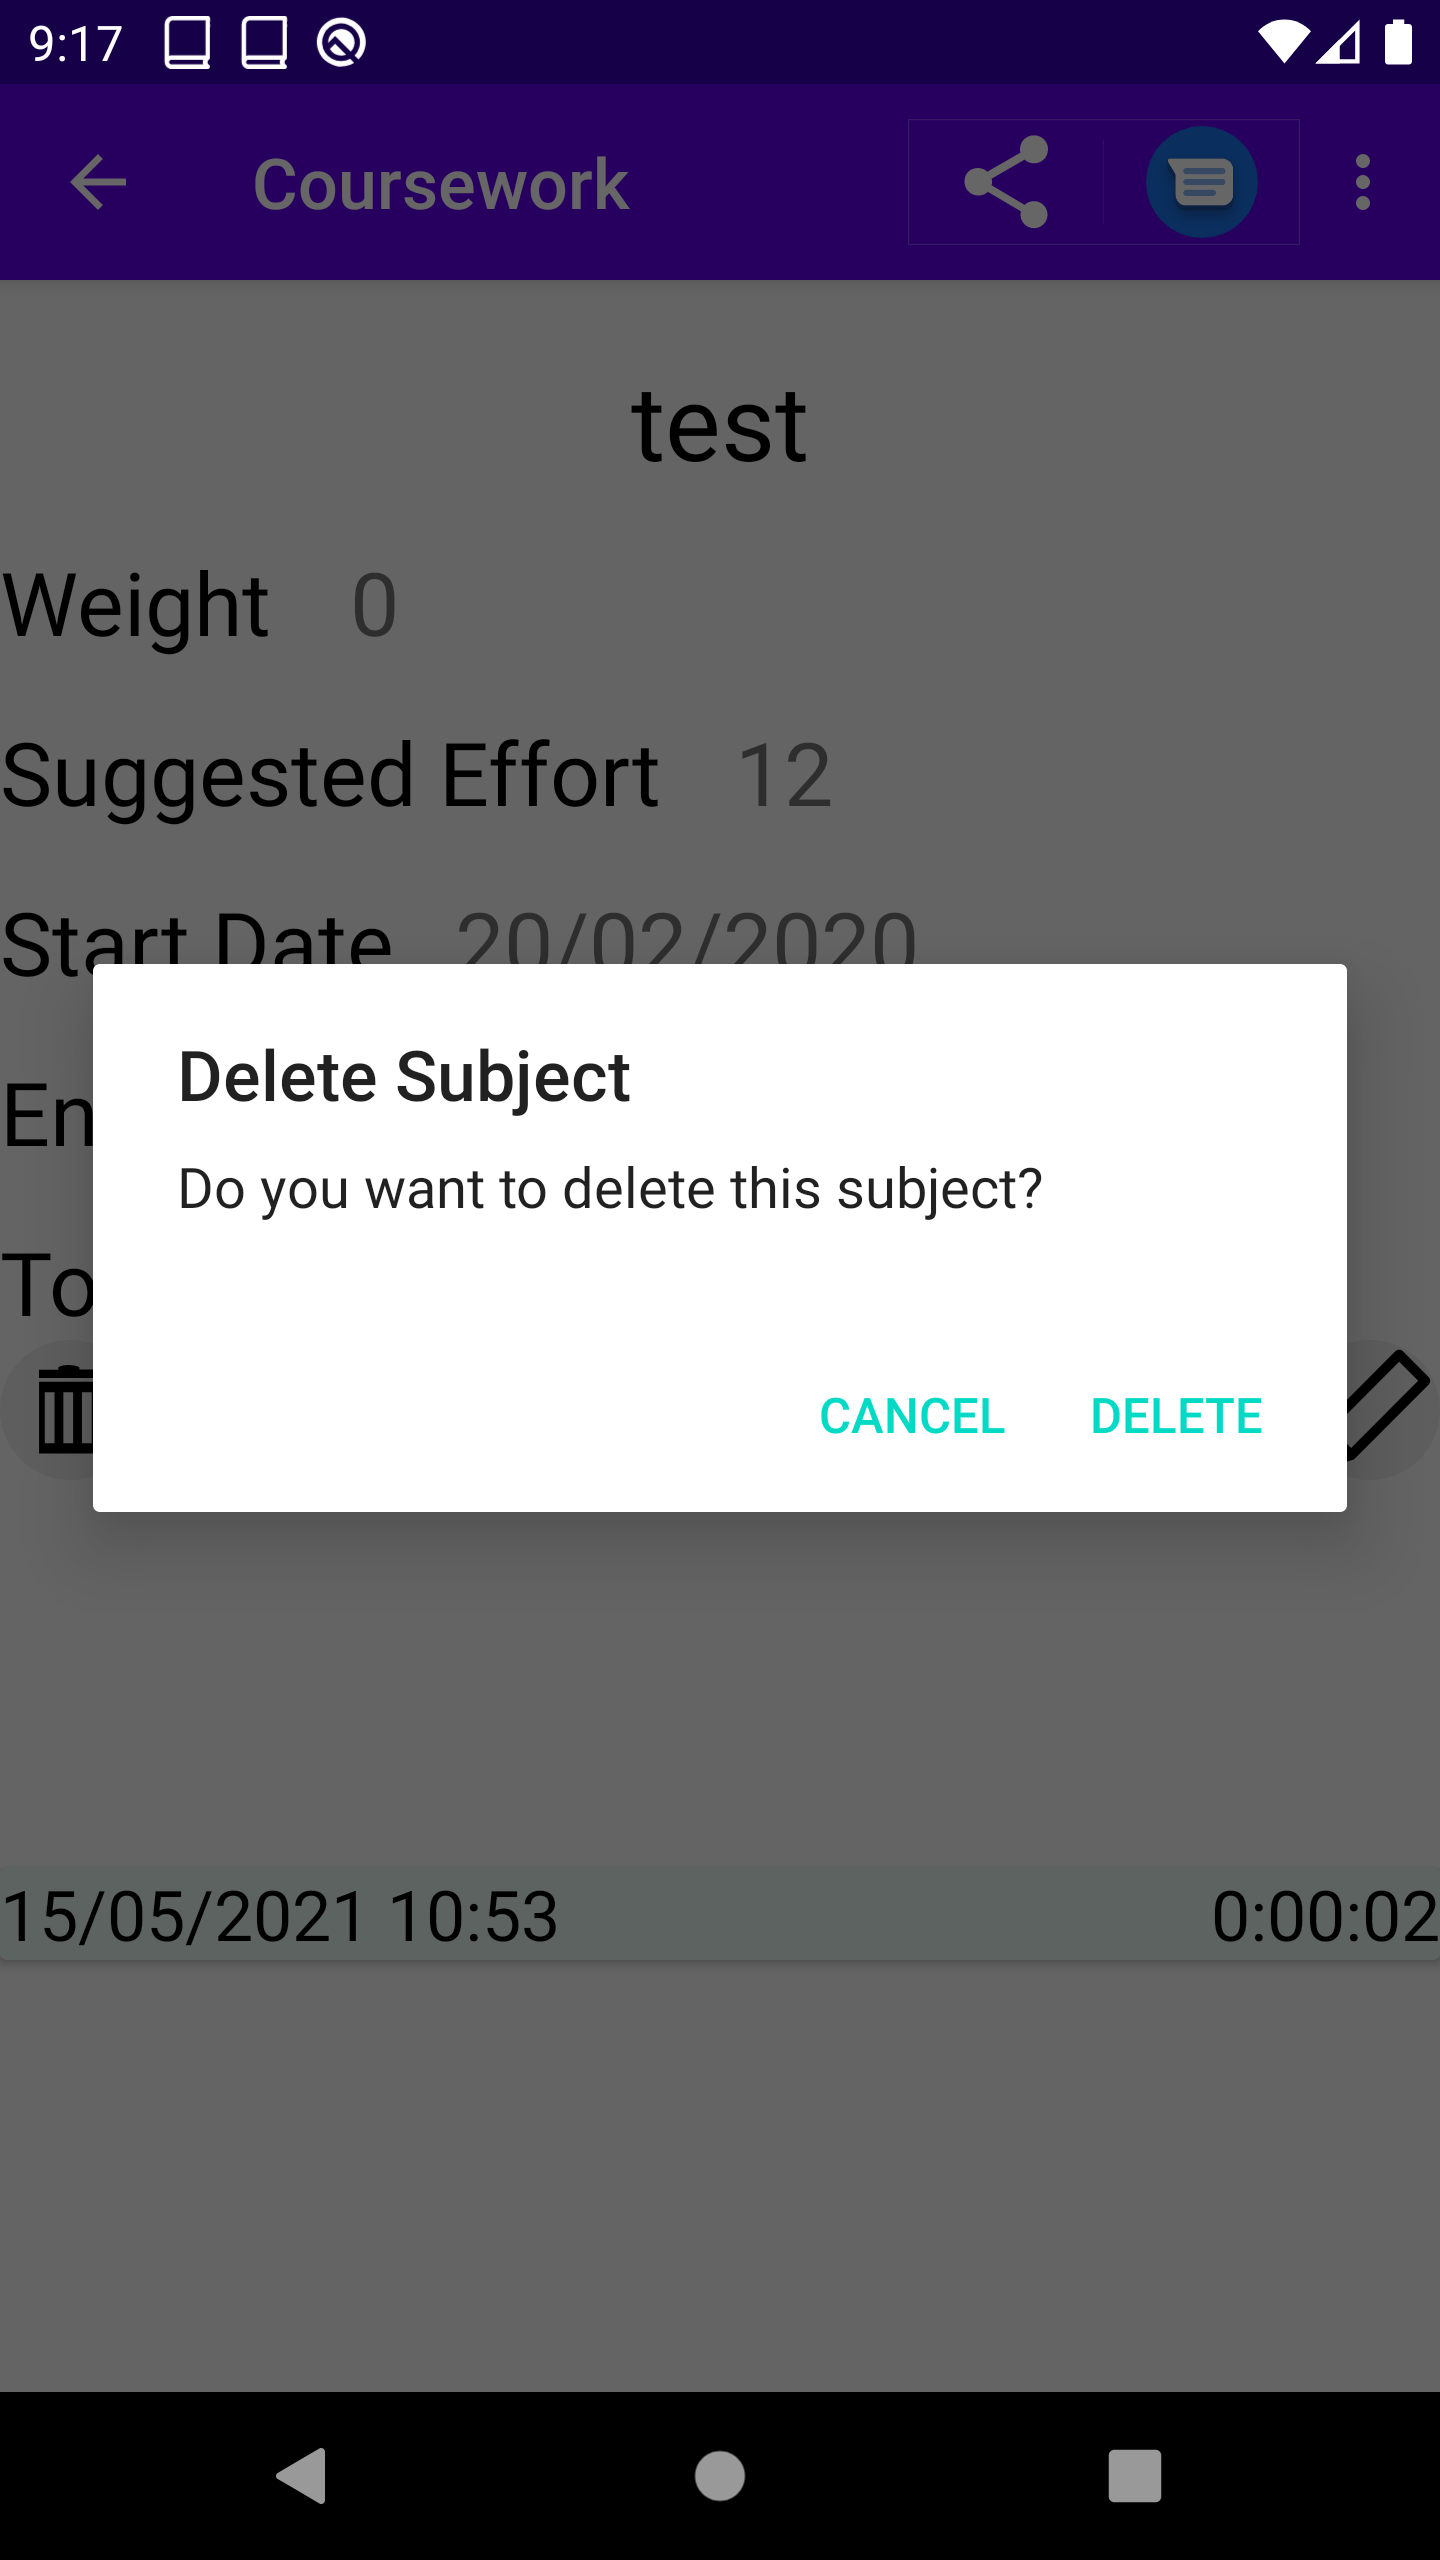 9:17
Coursework
test
Weight 0
Suggested Effort 12
Start Date 20/02/2020
En
To
Delete Subject
Do you want to delete this subject?
CANCEL DELETE
15/05/2021 10:53 0:00:02